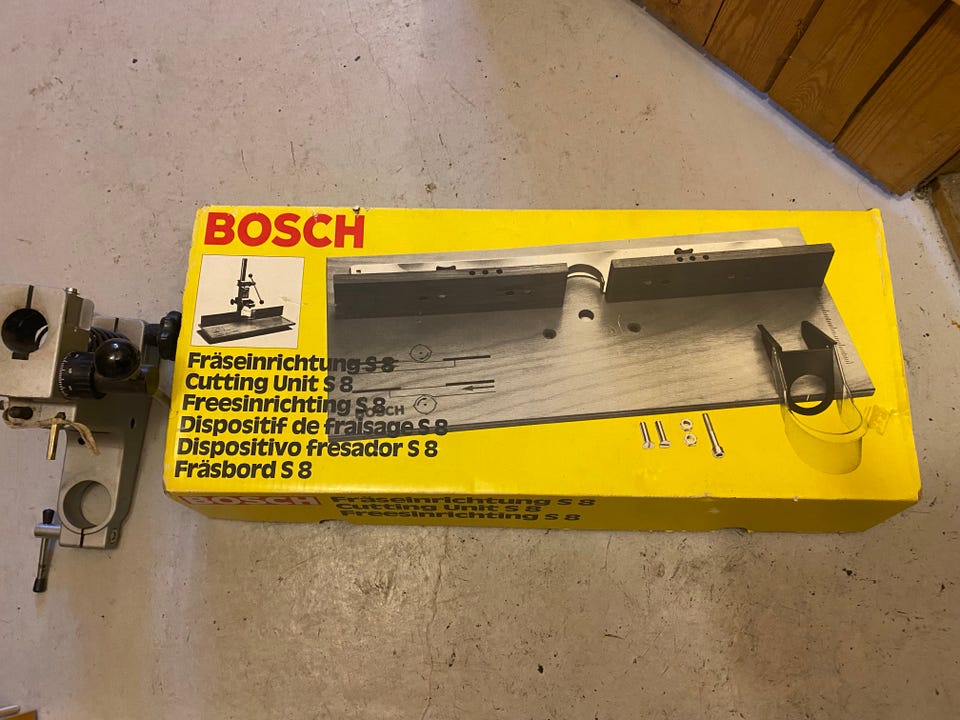 BOSCH
Fräseinrichtung S 8
Cutting Unit S 8
Freesinrichting S 8
Dispositif de fraisage S 8
Dispositivo fresador S 8
Fräsbord S 8
BOSCH
BOSCH
Fräseinrichtung S 8
Cutting Unit S 8
Freesinrichting S 8